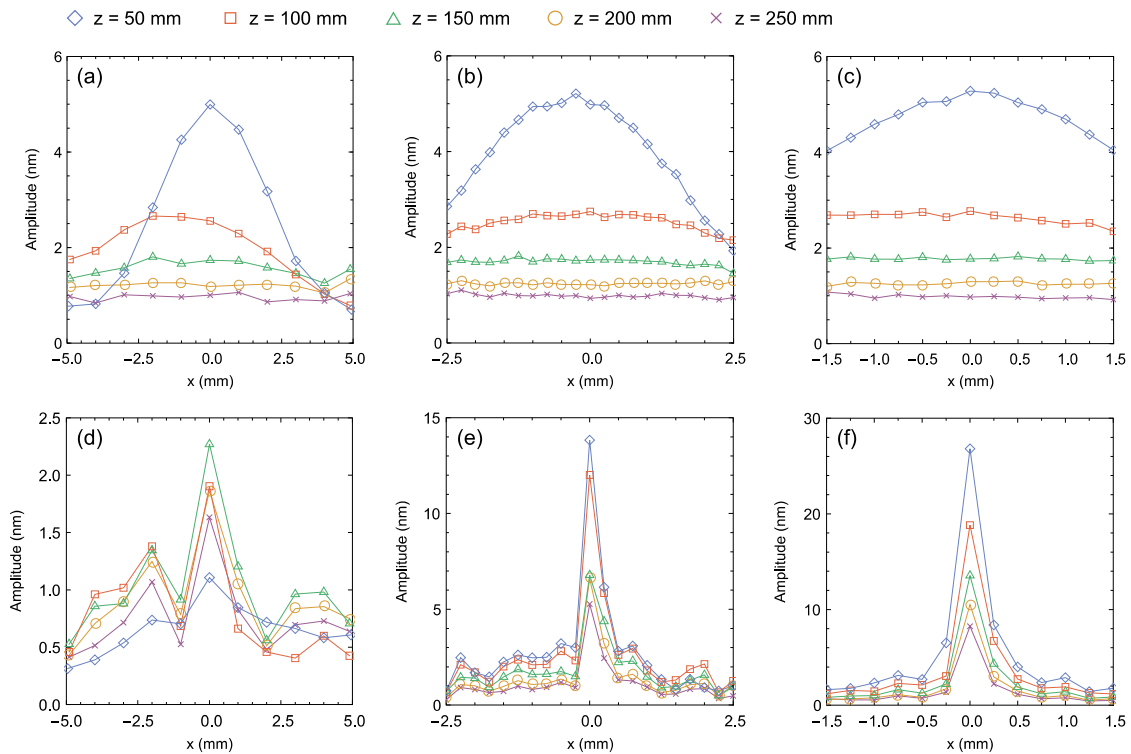 z = 50 mm z = 100 mm z = 150 mm z = 200 mm z = 250 mm
(a) (b) (c)
6 6 6
4 4 4
2 2 2
0 0 0
Amplitude (nm) Amplitude (nm) Amplitude (nm)
−5.0 −2.5 0.0 2.5 5.0 −2.5 0.0 2.5 −1.5 −1.0 −0.5 0.0 0.5 1.0 1.5
x (mm) x (mm) x (mm)
(d) (e) (f)
2.5 15 30
2.0
1.5 10 20
1.0 5 10
0.5
0.0 0 0
Amplitude (nm) Amplitude (nm) Amplitude (nm)
−5.0 −2.5 0.0 2.5 5.0 −2.5 0.0 2.5 −1.5 −1.0 −0.5 0.0 0.5 1.0 1.5
x (mm) x (mm) x (mm)